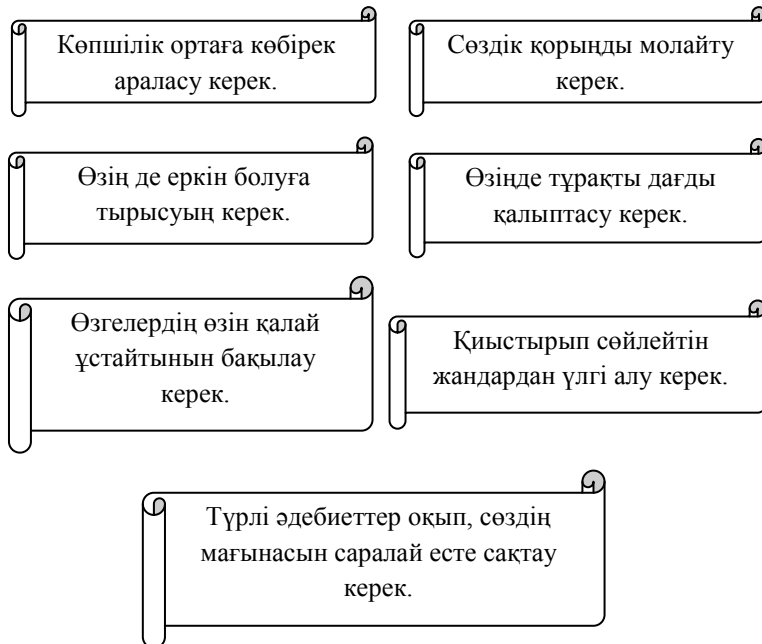 Көпшілік ортаға көбірек
араласу керек.
Сөздік қорыңды молайту
керек.
Өзің де еркін болуға
тырысуың керек.
Өзіңде тұрақты дағды
қалыптасу керек.
Өзгелердің өзін қалай
ұстайтынын бақылау
керек.
Қиыстырып сөйлейтін
жандардан үлгі алу керек.
Түрлі әдебиеттер оқып, сөздің
мағынасын саралай есте сақтау
керек.